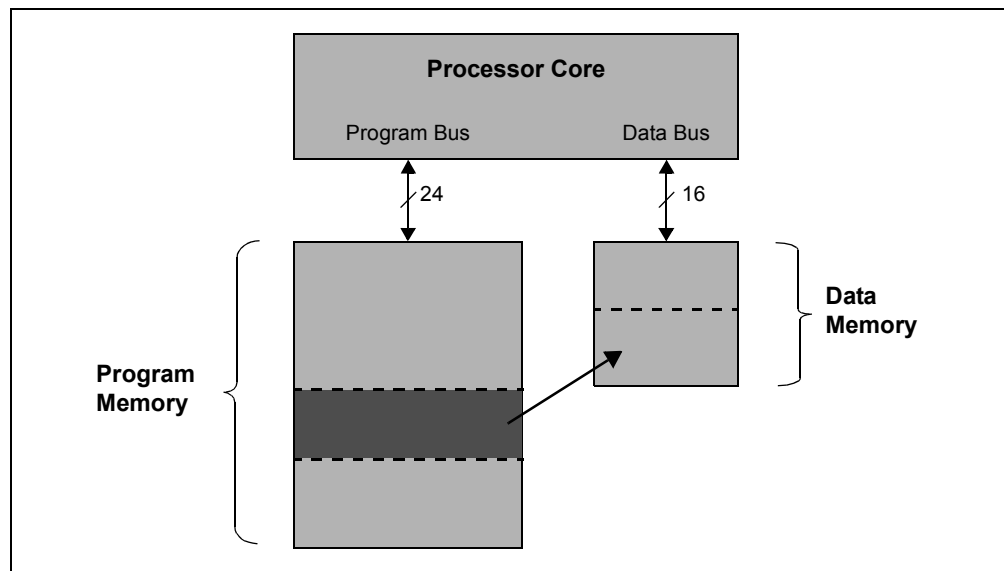 Processor Core
Program Bus
Data Bus
24
16
Program
Memory
Data
Memory